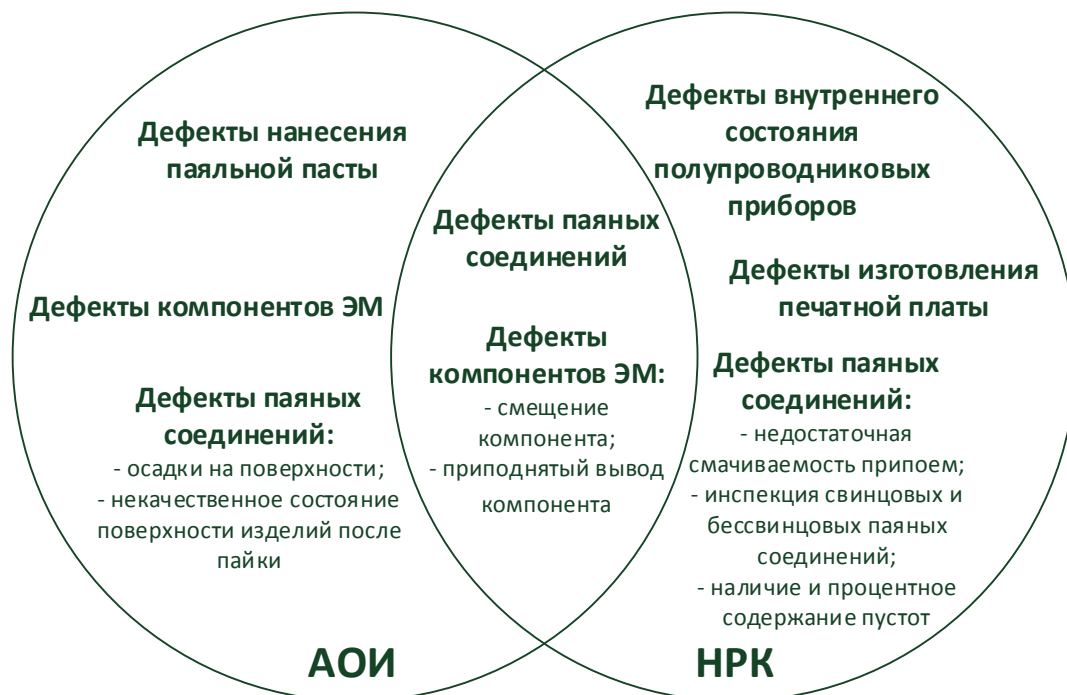 Дефекты нанесения
паяльной пасты
Дефекты компонентов ЭМ
Дефекты паяных
соединений:
- осадки на поверхности;
- некачественное состояние
поверхности изделий после
пайки
АОИ
Дефекты паяных
соединений
Дефекты
компонентов ЭМ:
- смещение
компонента;
- приподнятый вывод
компонента
Дефекты внутреннего
состояния
полупроводниковых
приборов
Дефекты изготовления
печатной платы
Дефекты паяных
соединений:
- недостаточная
смачиваемость припоем;
- инспекция свинцовых и
бессвинцовых паяных
соединений;
- наличие и процентное
содержание пустот
НРК